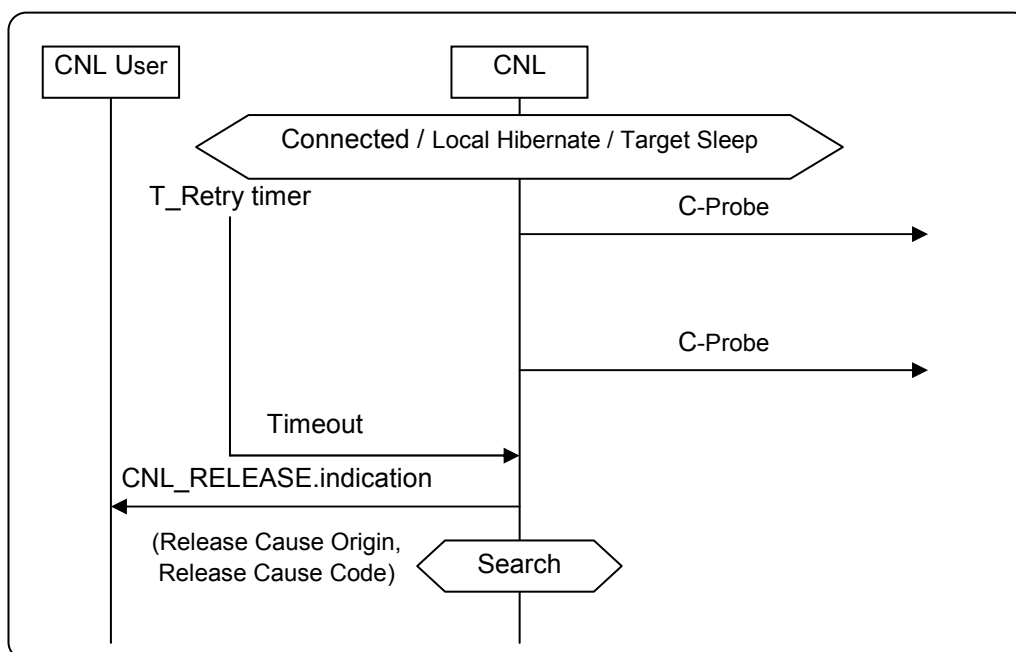 CNL User
CNL
Connected / Local Hibernate / Target Sleep
T_Retry timer
C-Probe
C-Probe
Timeout
CNL_RELEASE.indication
(Release Cause Origin,
Release Cause Code)
Search